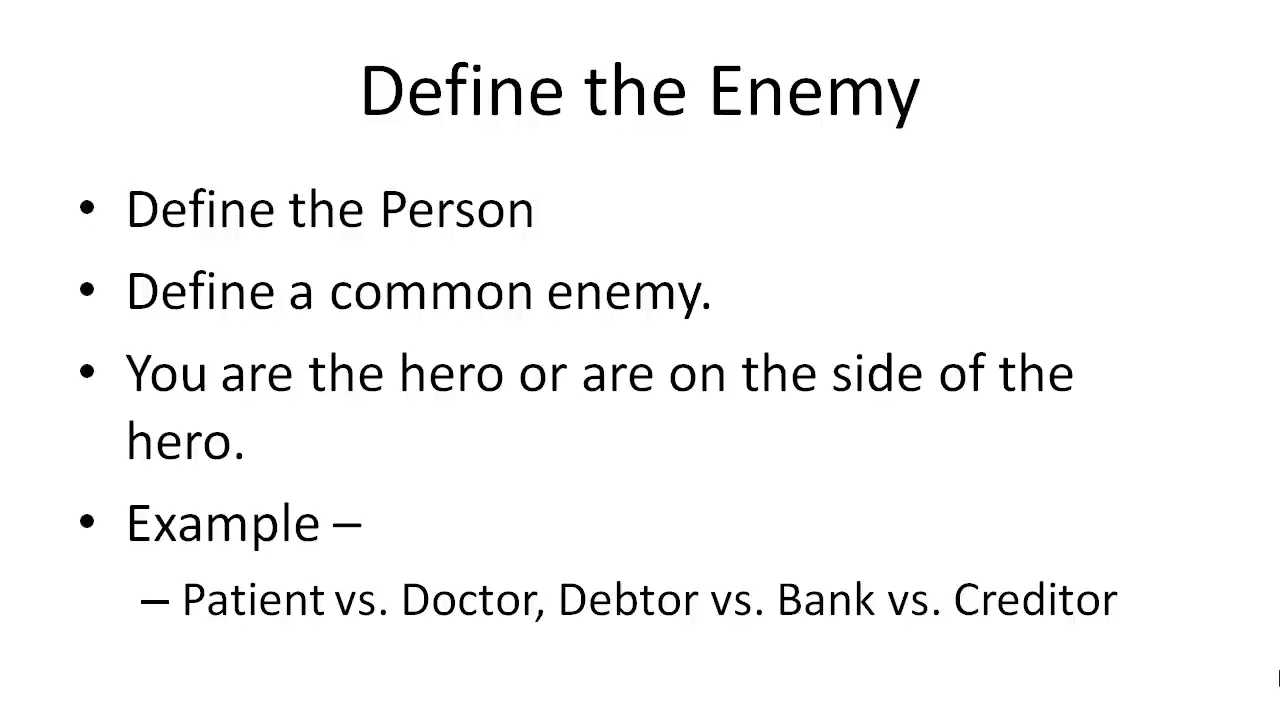 Define the Enemy
• Define the Person
• Define a common enemy.
• You are the hero or are on the side of the
hero.
• Example –
– Patient vs. Doctor, Debtor vs. Bank vs. Creditor